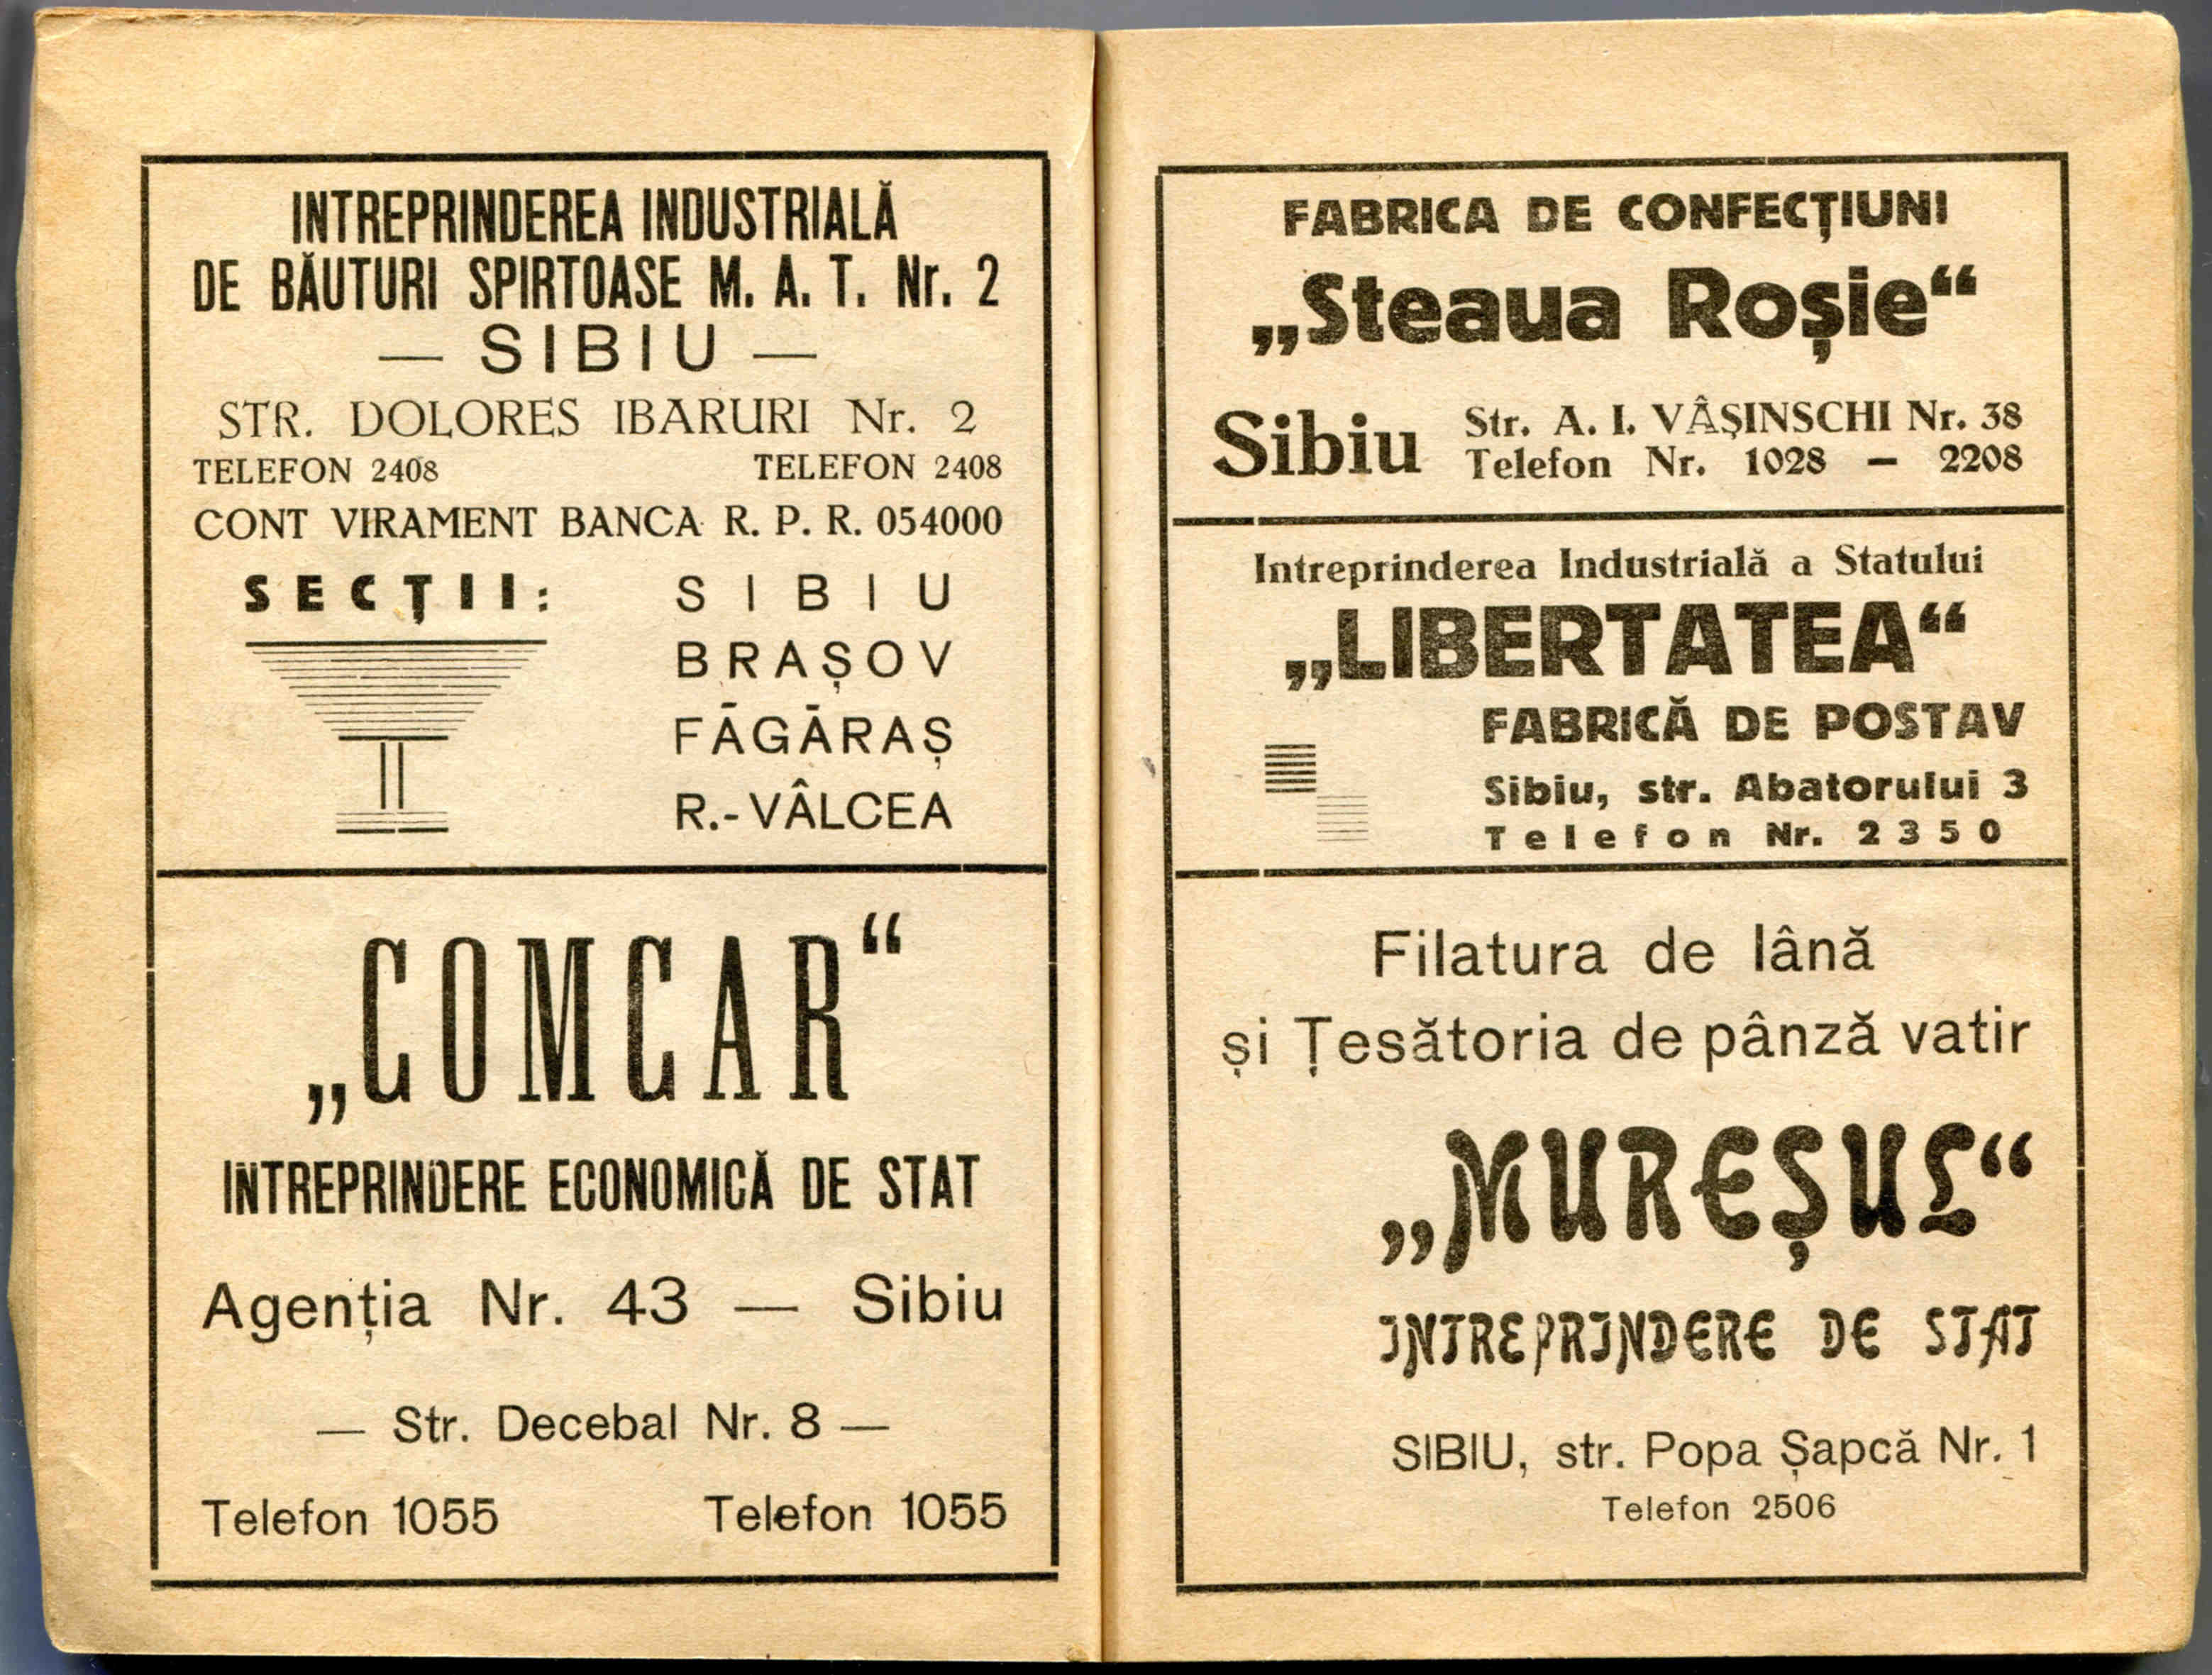 INTREPRINDEREA INDUSTRIALĂ
DE BĂUTURI SPIRTOASE M. A. T. Nr. 2
— SIBIU —
STR. DOLORES IBARURI Nr. 2
TELEFON 2408 TELEFON 2408
CONT VIRAMENT BANCA R. P. R. 054000
SECȚII: SIBIU
BRAȘOV
FĂGĂRAȘ
R.-VÂLCEA
„COMCAR“
INTREPRINDERE ECONOMICĂ DE STAT
Agenția Nr. 43 — Sibiu
— Str. Decebal Nr. 8 —
Telefon 1055 Telefon 1055
FABRICA DE CONFECȚIUNI
„Steaua Roșie“
Sibiu Str. A. I. VÂȘINSCHI Nr. 38
Telefon Nr. 1028 — 2208
Intreprinderea Industrială a Statului
„LIBERTATEA“
FABRICĂ DE POSTAV
Sibiu, str. Abatorului 3
Telefon Nr. 2350
Filatura de lână
și Țesătoria de pânză vatir
„MUREȘUL“
INTREPRINDERE DE STAT
SIBIU, str. Popa Șapcă Nr. 1
Telefon 2506